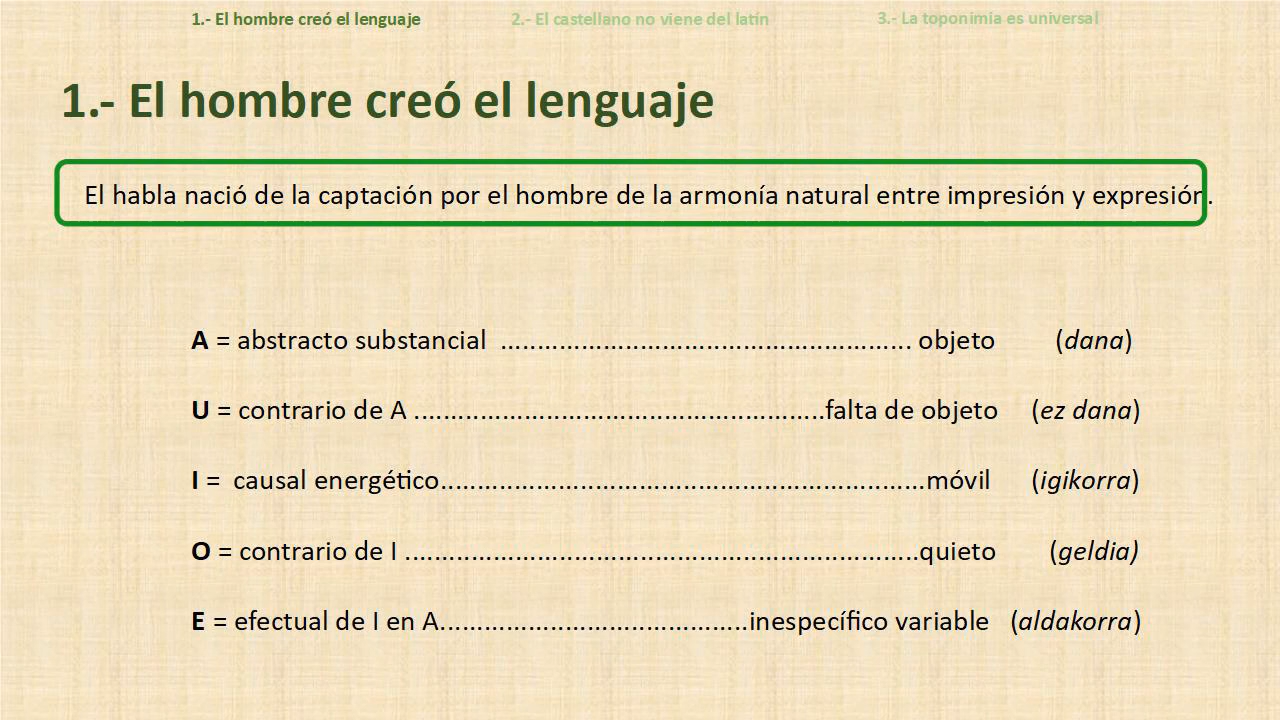 1.- El hombre creó el lenguaje 2.- El castellano no viene del latín 3.- La toponimia es universal
1.- El hombre creó el lenguaje
El habla nació de la captación por el hombre de la armonía natural entre impresión y expresión.
A = abstracto substancial ........................................................ objeto (dana)
U = contrario de A ........................................................falta de objeto (ez dana)
I = causal energético..................................................................móvil (igikorra)
O = contrario de I ......................................................................quieto (geldia)
E = efectual de I en A..........................................inespecífico variable (aldakorra)